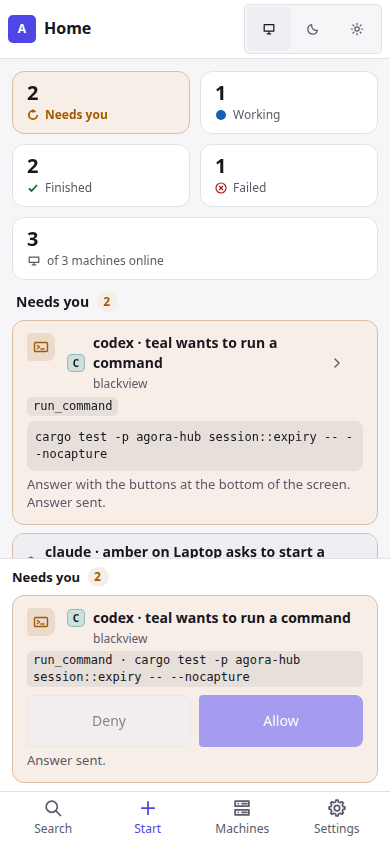 A Home
2
Needs you
1
Working
2
Finished
1
Failed
3
of 3 machines online
Needs you 2
codex · teal wants to run a
C command
blackview
run_command
cargo test -p agora-hub session::expiry -- -
-nocapture
Answer with the buttons at the bottom of the screen.
Answer sent.
claude · amber on Laptop asks to start a
Needs you 2
C codex · teal wants to run a command
blackview
run_command · cargo test -p agora-hub
session::expiry -- --nocapture
Deny Allow
Answer sent.
Search Start Machines Settings